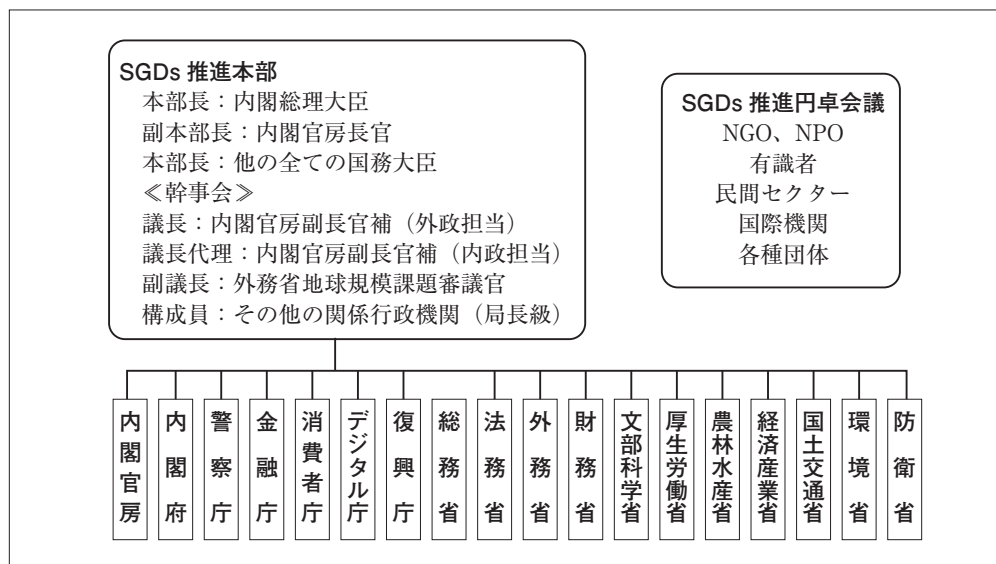 SGDs 推進本部
本部長：内閣総理大臣
副本部長：内閣官房長官
本部長：他の全ての国務大臣
≪幹事会≫
議長：内閣官房副長官補（外政担当）
議長代理：内閣官房副長官補（内政担当）
副議長：外務省地球規模課題審議官
構成員：その他の関係行政機関（局長級）
SGDs 推進円卓会議
NGO、NPO
有識者
民間セクター
国際機関
各種団体
内閣官房
内閣府
警察庁
金融庁
消費者庁
デジタル庁
復興庁
総務省
法務省
外務省
財務省
文部科学省
厚生労働省
農林水産省
経済産業省
国土交通省
環境省
防衛省